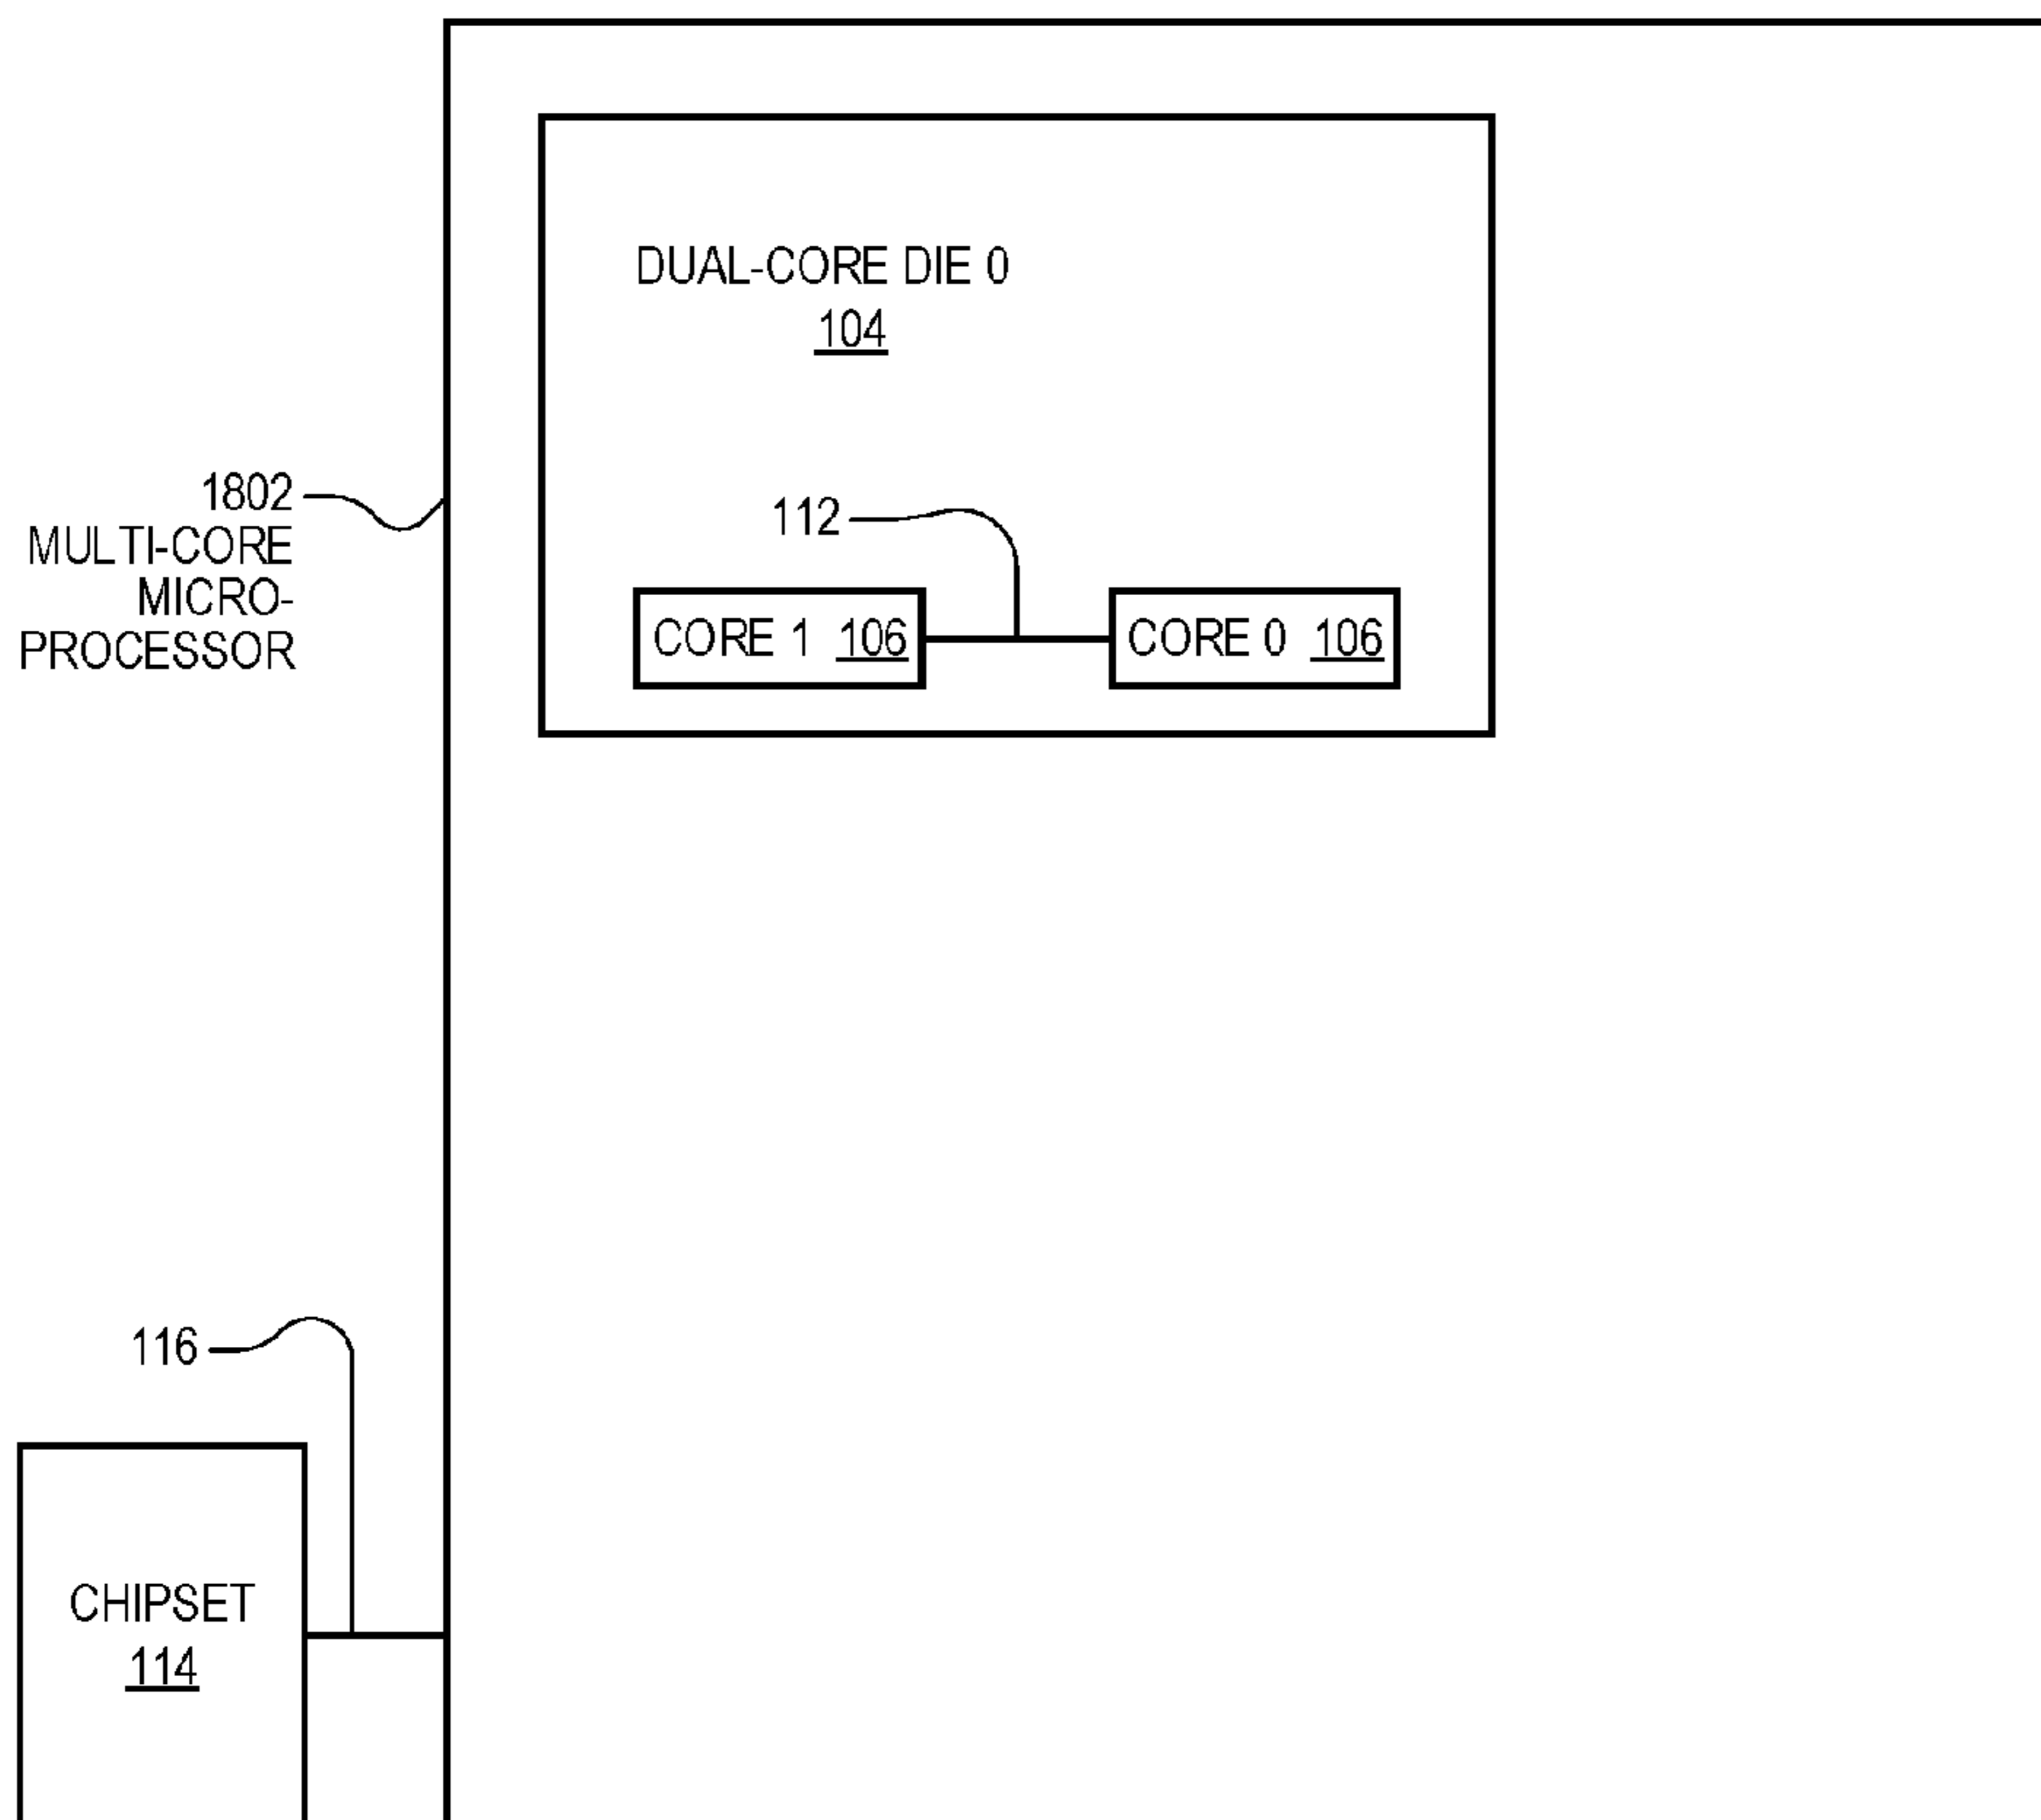 DUAL-CORE DIE 0
104
1802
MULTI-CORE
MICRO-
PROCESSOR
112
CORE 1 106
CORE 0 106
116
CHIPSET
114